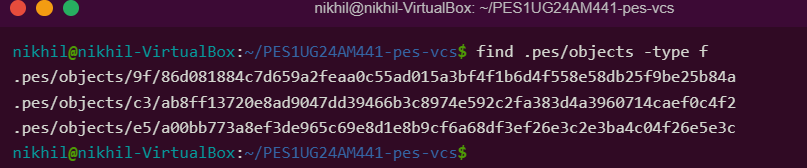 nikhil@nikhil-VirtualBox: ~/PES1UG24AM441-pes-vcs
nikhil@nikhil-VirtualBox:~/PES1UG24AM441-pes-vcs$ find .pes/objects -type f
.pes/objects/9f/86d081884c7d659a2feaa0c55ad015a3bf4f1b6d4f558e58db25f9be25b84a
.pes/objects/c3/ab8ff13720e8ad9047dd39466b3c8974e592c2fa383d4a3960714caef0c4f2
.pes/objects/e5/a00bb773a8ef3de965c69e8d1e8b9cf6a68df3ef26e3c2e3ba4c04f26e5e3c
nikhil@nikhil-VirtualBox:~/PES1UG24AM441-pes-vcs$